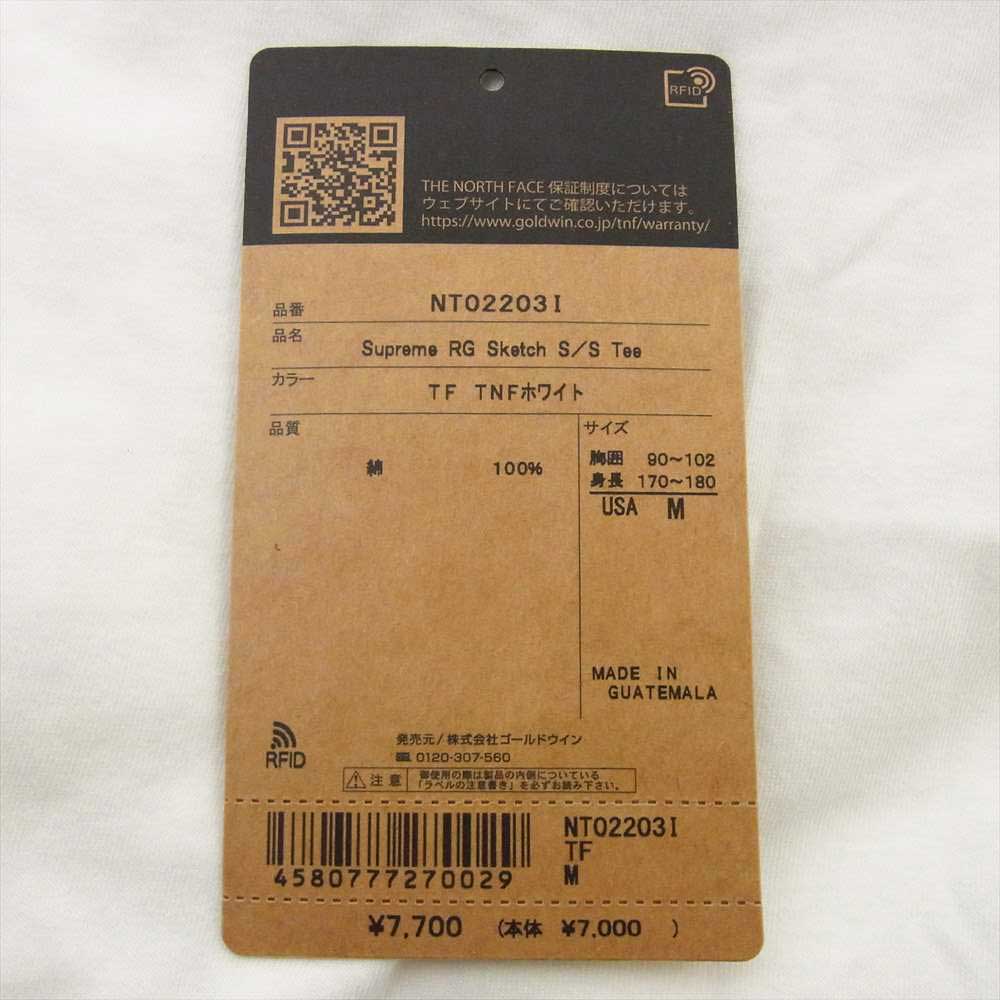 RFID
THE NORTH FACE 保証制度については
ウェブサイトにてご確認いただけます。
https://www.goldwin.co.jp/tnf/warranty/
品番 NT02203I
品名
Supreme RG Sketch S/S Tee
カラー
TF TNFホワイト
品質
綿 100%
サイズ
胸囲 90～102
身長 170～180
USA M
MADE IN
GUATEMALA
RFID
発売元/株式会社ゴールドウイン
0120-307-560
注意
御使用の際は製品の内側についている
「ラベルの注意書き」を必ずお読み下さい。
4580777270029
NT02203I
TF
M
¥7,700 (本体 ¥7,000 )